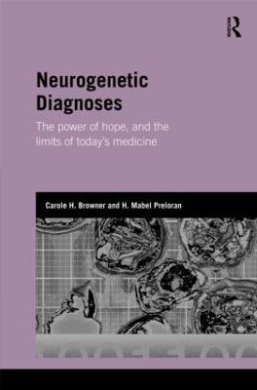 R
Neurogenetic
Diagnoses
The power of hope, and the
limits of today's medicine
Carole H. Browner and H. Mabel Preloran